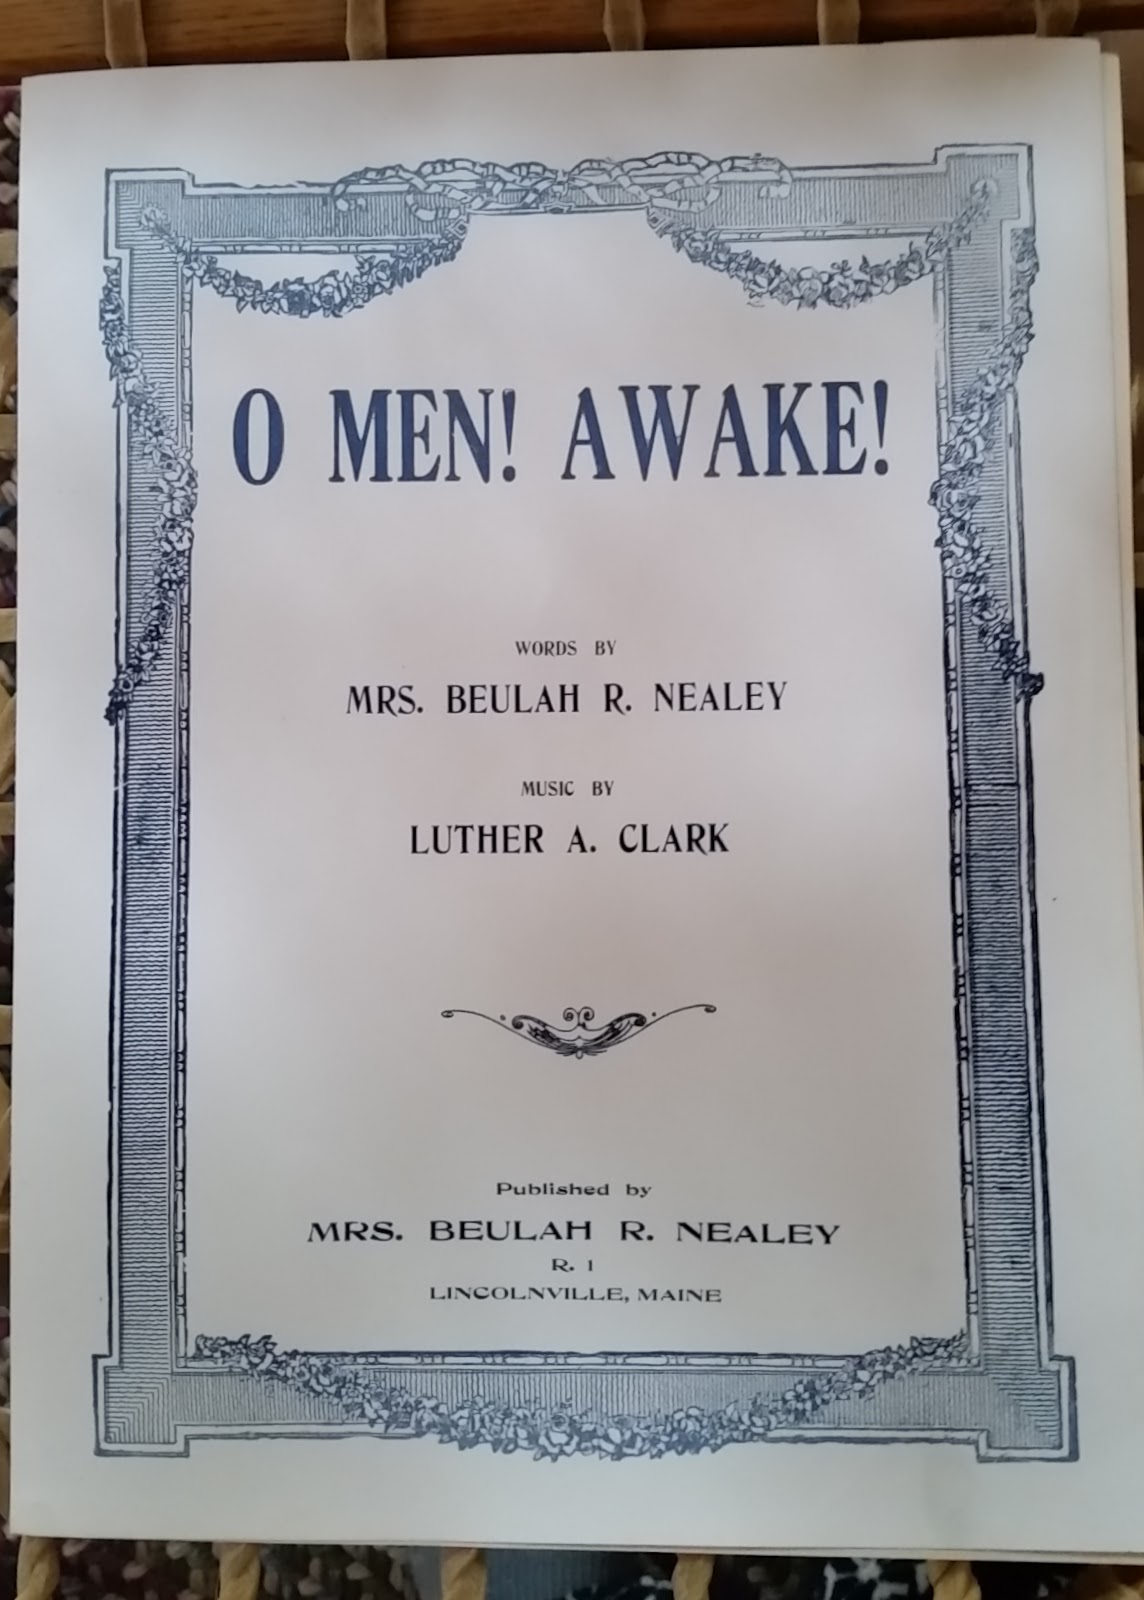 O MEN! AWAKE!
WORDS BY
MRS. BEULAH R. NEALEY
MUSIC BY
LUTHER A. CLARK
Published by
MRS. BEULAH R. NEALEY
R. 1
LINCOLNVILLE, MAINE